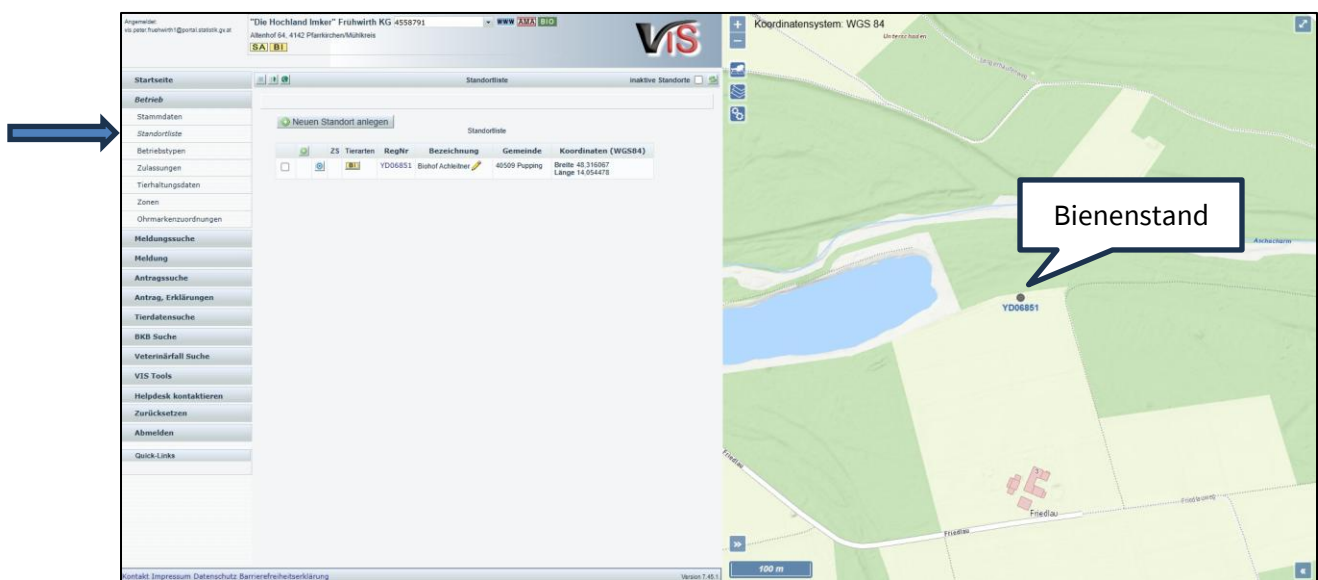 Angemeldet:
vis.peter.fruehwirth1@portal.statistik.gv.at
"Die Hochland Imker" Frühwirth KG 4558791
WWW AMA BIO
Altenhof 64, 4142 Pfarrkirchen/Mühlkreis
SA BI
VIS
Startseite
Betrieb
Stammdaten
Standortliste
Betriebstypen
Zulassungen
Tierhaltungsdaten
Zonen
Ohrmarkenzuordnungen
Meldungssuche
Meldung
Antragssuche
Antrag, Erklärungen
Tierdatensuche
BKB Suche
Veterinärfall Suche
VIS Tools
Helpdesk kontaktieren
Zurücksetzen
Abmelden
Quick-Links
Standortliste
inaktive Standorte
Neuen Standort anlegen
Standortliste
ZS Tierarten RegNr Bezeichnung Gemeinde Koordinaten (WGS84)
BI YD06851 Biohof Achleitner 40509 Pupping Breite 48,316067
Länge 14,054478
Kontakt Impressum Datenschutz Barrierefreiheitserklärung
Version 7.45.1
+ Koordinatensystem: WGS 84
Unterschaden
Bienenstand
YD06851
Friedlau
Friedlau
Friedlau
Friedlauweg
100 m